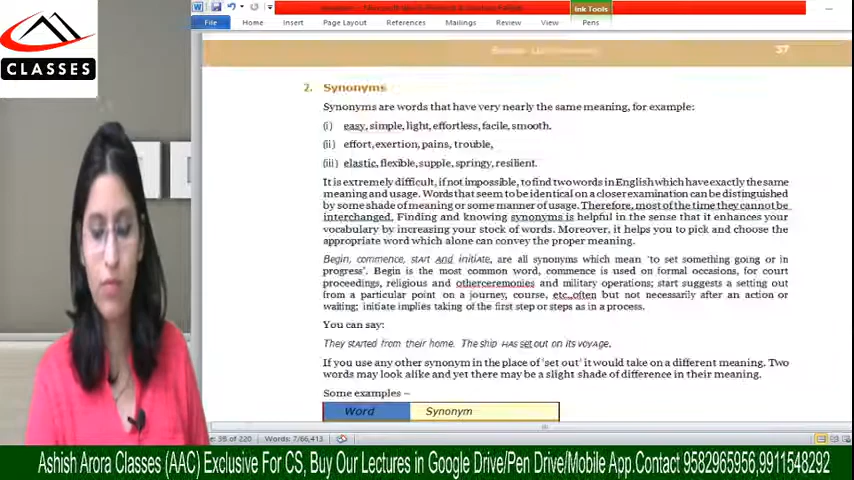 Ink Tools
File Home Insert Page Layout References Mailings Review View Pens
37
CLASSES
2. Synonyms
Synonyms are words that have very nearly the same meaning, for example:
(i) easy, simple, light, effortless, facile, smooth.
(ii) effort, exertion, pains, trouble,
(iii) elastic, flexible, supple, springy, resilient.
It is extremely difficult, if not impossible, to find two words in English which have exactly the same
meaning and usage. Words that seem to be identical on a closer examination can be distinguished
by some shade of meaning or some manner of usage. Therefore, most of the time they cannot be
interchanged. Finding and knowing synonyms is helpful in the sense that it enhances your
vocabulary by increasing your stock of words. Moreover, it helps you to pick and choose the
appropriate word which alone can convey the proper meaning.
Begin, commence, start And initiate, are all synonyms which mean 'to set something going or in
progress'. Begin is the most common word, commence is used on formal occasions, for court
proceedings, religious and otherceremonies and military operations; start suggests a setting out
from a particular point on a journey, course, etc.,often but not necessarily after an action or
waiting; initiate implies taking of the first step or steps as in a process.
You can say:
They stArted from their home. The ship HAS set out on its voyage.
If you use any other synonym in the place of 'set out' it would take on a different meaning. Two
words may look alike and yet there may be a slight shade of difference in their meaning.
Some examples –
Word Synonym
Words: 7/66,413
Ashish Arora Classes (AAC) Exclusive For CS, Buy Our Lectures in Google Drive/Pen Drive/Mobile App.Contact 9582965956,9911548292